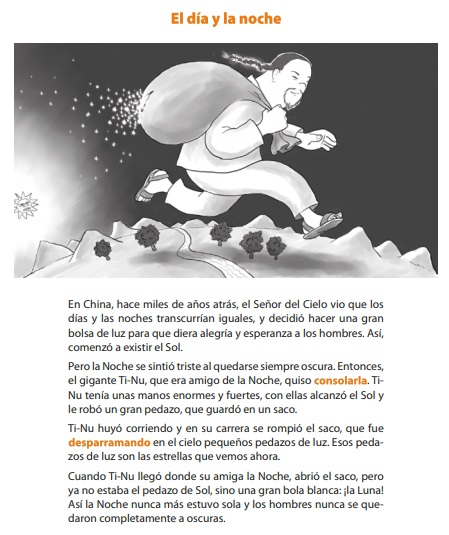 El día y la noche
En China, hace miles de años atrás, el Señor del Cielo vio que los
días y las noches transcurrían iguales, y decidió hacer una gran
bolsa de luz para que diera alegría y esperanza a los hombres. Así,
comenzó a existir el Sol.
Pero la Noche se sintió triste al quedarse siempre oscura. Entonces,
el gigante Ti-Nu, que era amigo de la Noche, quiso consolarla. Ti-
Nu tenía unas manos enormes y fuertes, con ellas alcanzó el Sol y
le robó un gran pedazo, que guardó en un saco.
Ti-Nu huyó corriendo y en su carrera se rompió el saco, que fue
desparramando en el cielo pequeños pedazos de luz. Esos peda-
zos de luz son las estrellas que vemos ahora.
Cuando Ti-Nu llegó donde su amiga la Noche, abrió el saco, pero
ya no estaba el pedazo de Sol, sino una gran bola blanca: ¡la Luna!
Así la Noche nunca más estuvo sola y los hombres nunca se que-
daron completamente a oscuras.